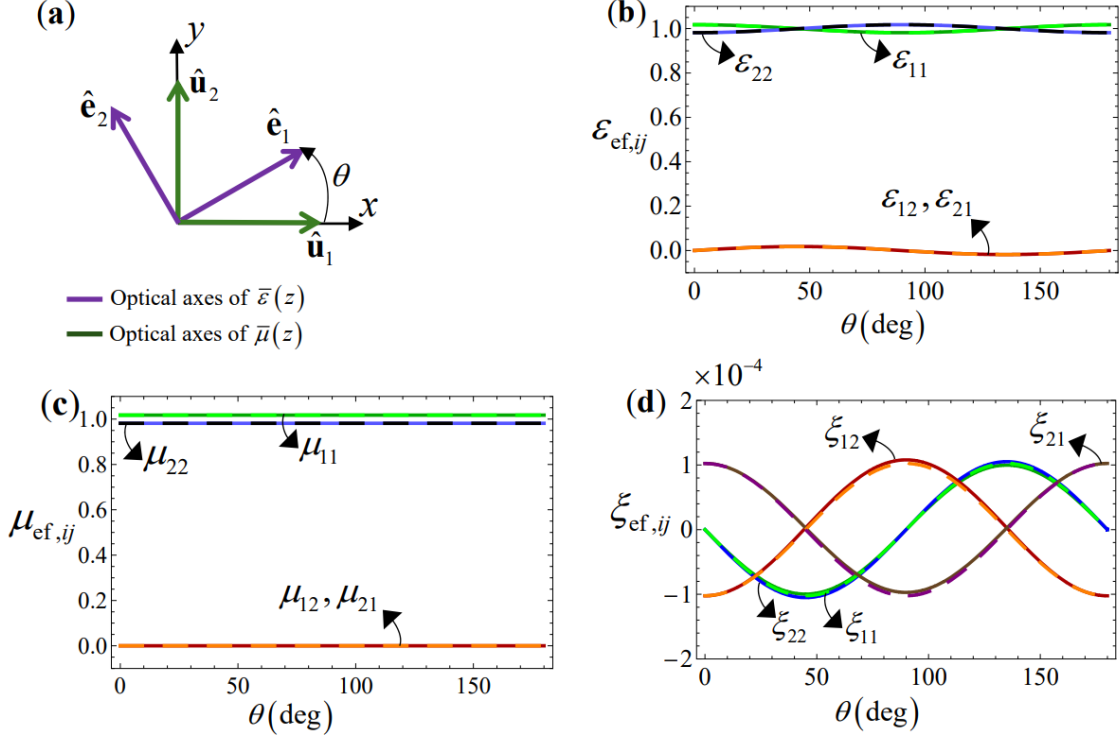 (a)
y
û₂
ê₂
ê₁
θ
x
û₁
Optical axes of ε̅(z)
Optical axes of μ̅(z)
(b)
1.0
0.8
0.6
0.4
0.2
0.0
ε_ef,ij
ε₂₂
ε₁₁
ε₁₂, ε₂₁
0
50
100
150
θ(deg)
(c)
1.0
0.8
0.6
0.4
0.2
0.0
μ_ef,ij
μ₂₂
μ₁₁
μ₁₂, μ₂₁
0
50
100
150
θ(deg)
(d)
×10⁻⁴
2
1
0
−1
−2
ξ_ef,ij
ξ₁₂
ξ₂₁
ξ₂₂
ξ₁₁
0
50
100
150
θ(deg)